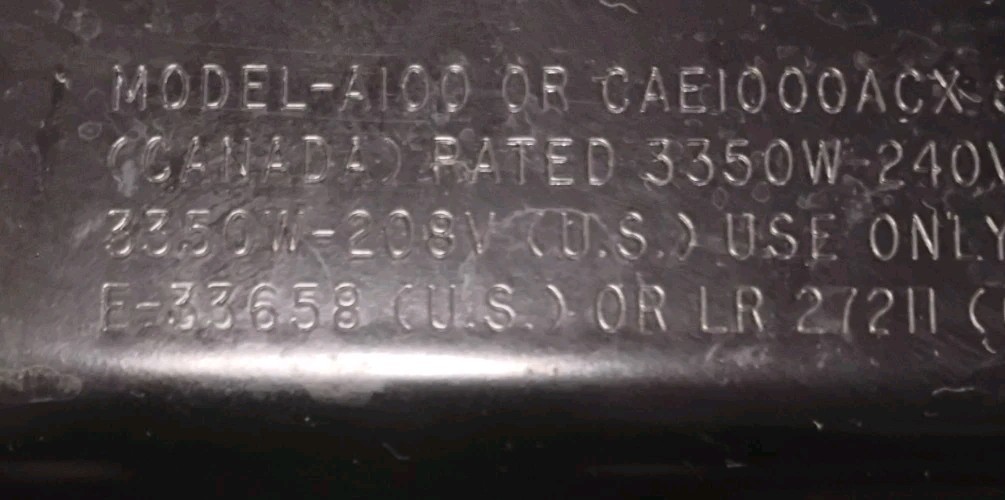 MODEL-A100 OR CAE1000ACX
(CANADA) RATED 3350W-240V
3350W-208V (U.S.) USE ONLY
E-33658 (U.S.) OR LR 27211 (